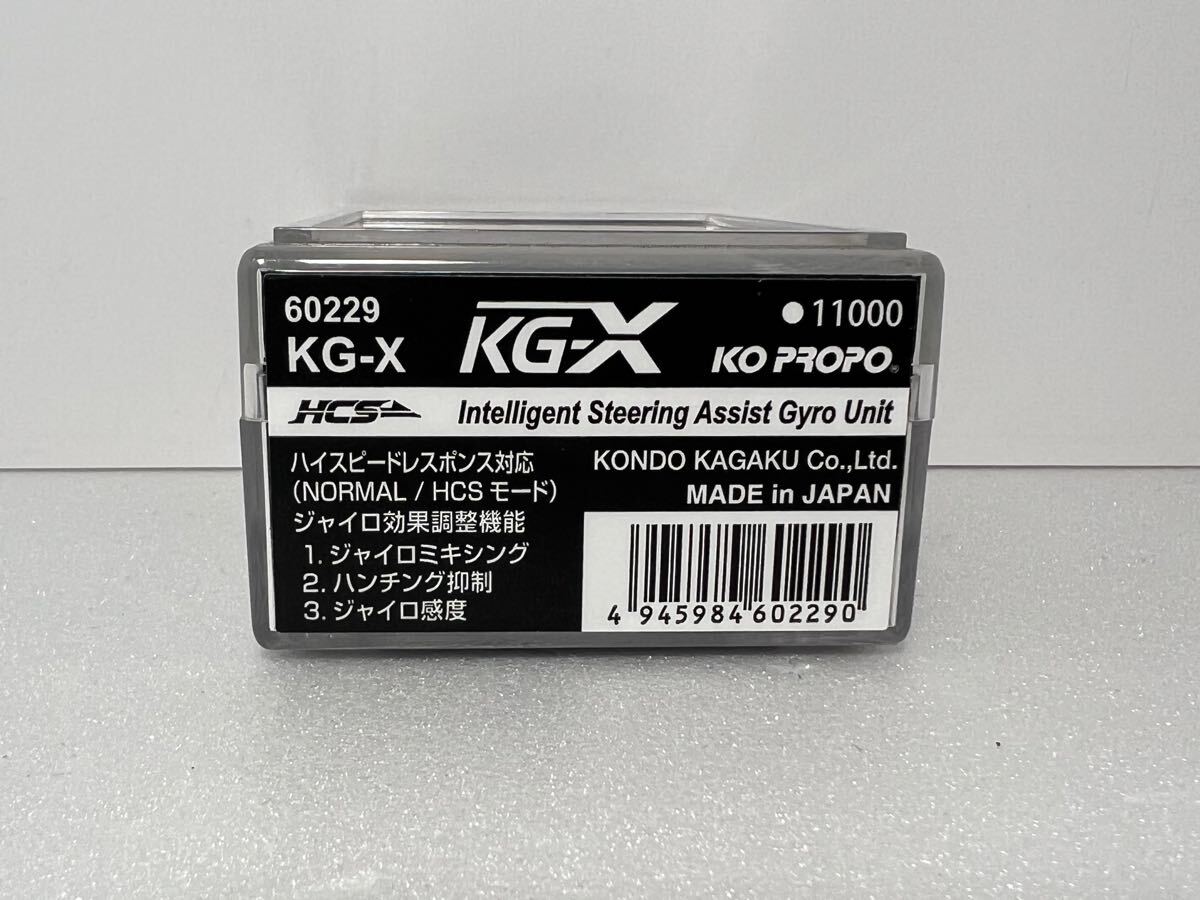 60229
KG-X
KG-X
●11000
KO PROPO®
HCS
Intelligent Steering Assist Gyro Unit
ハイスピードレスポンス対応
(NORMAL / HCSモード)
ジャイロ効果調整機能
1. ジャイロミキシング
2. ハンチング抑制
3. ジャイロ感度
KONDO KAGAKU Co.,Ltd.
MADE in JAPAN
4 945984 602290